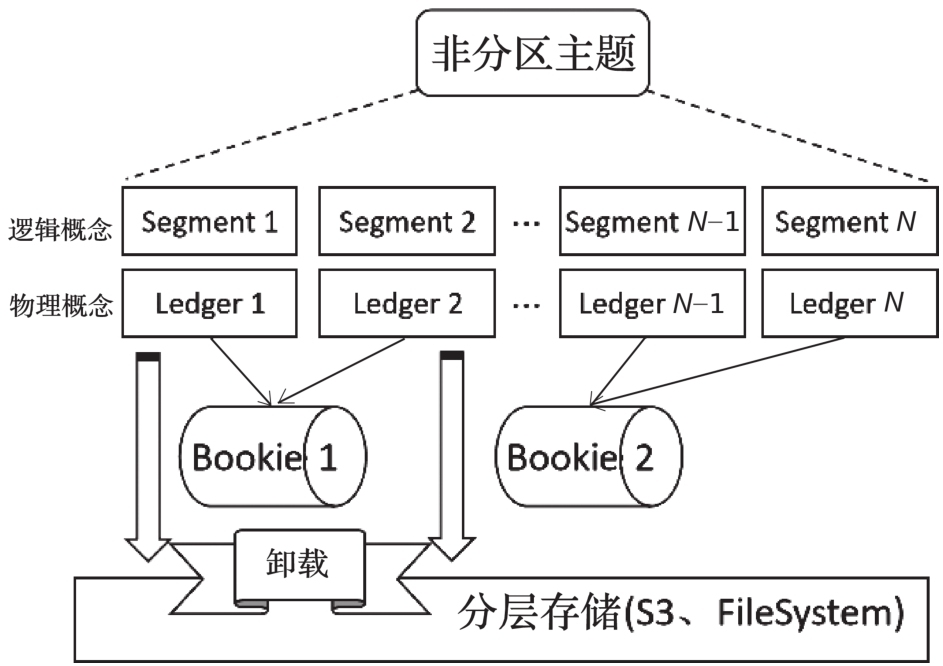 非分区主题
逻辑概念 Segment 1 Segment 2 ··· Segment N–1 Segment N
物理概念 Ledger 1 Ledger 2 ··· Ledger N–1 Ledger N
Bookie 1 Bookie 2
卸载
分层存储(S3、FileSystem)